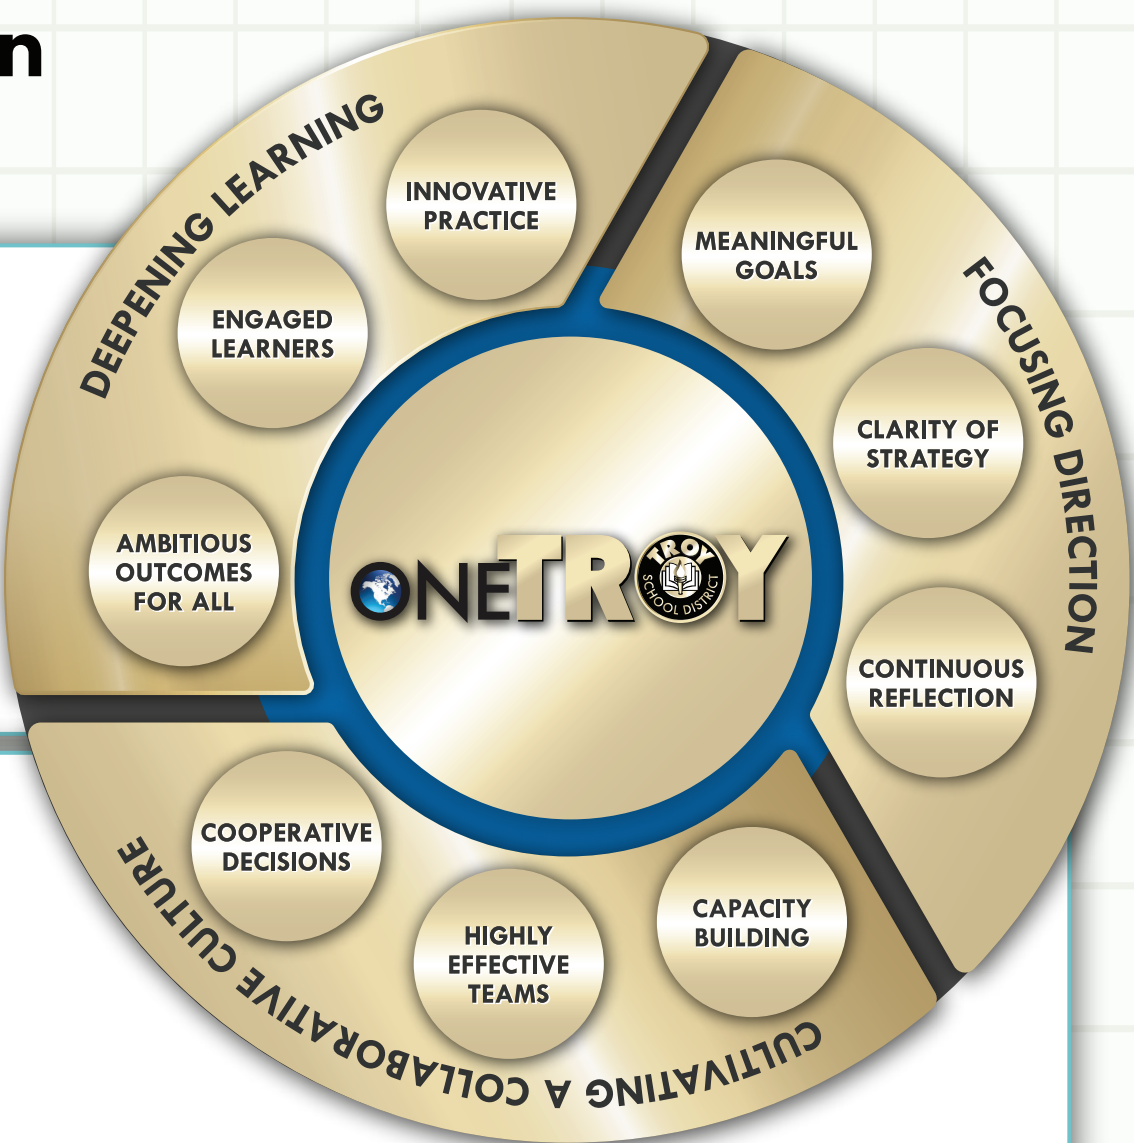 n
DEEPENING LEARNING
INNOVATIVE
PRACTICE
ENGAGED
LEARNERS
AMBITIOUS
OUTCOMES
FOR ALL
FOCUSING DIRECTION
MEANINGFUL
GOALS
CLARITY OF
STRATEGY
CONTINUOUS
REFLECTION
ONETROY
TROY
SCHOOL DISTRICT
CULTIVATING A COLLABORATIVE CULTURE
CAPACITY
BUILDING
HIGHLY
EFFECTIVE
TEAMS
COOPERATIVE
DECISIONS